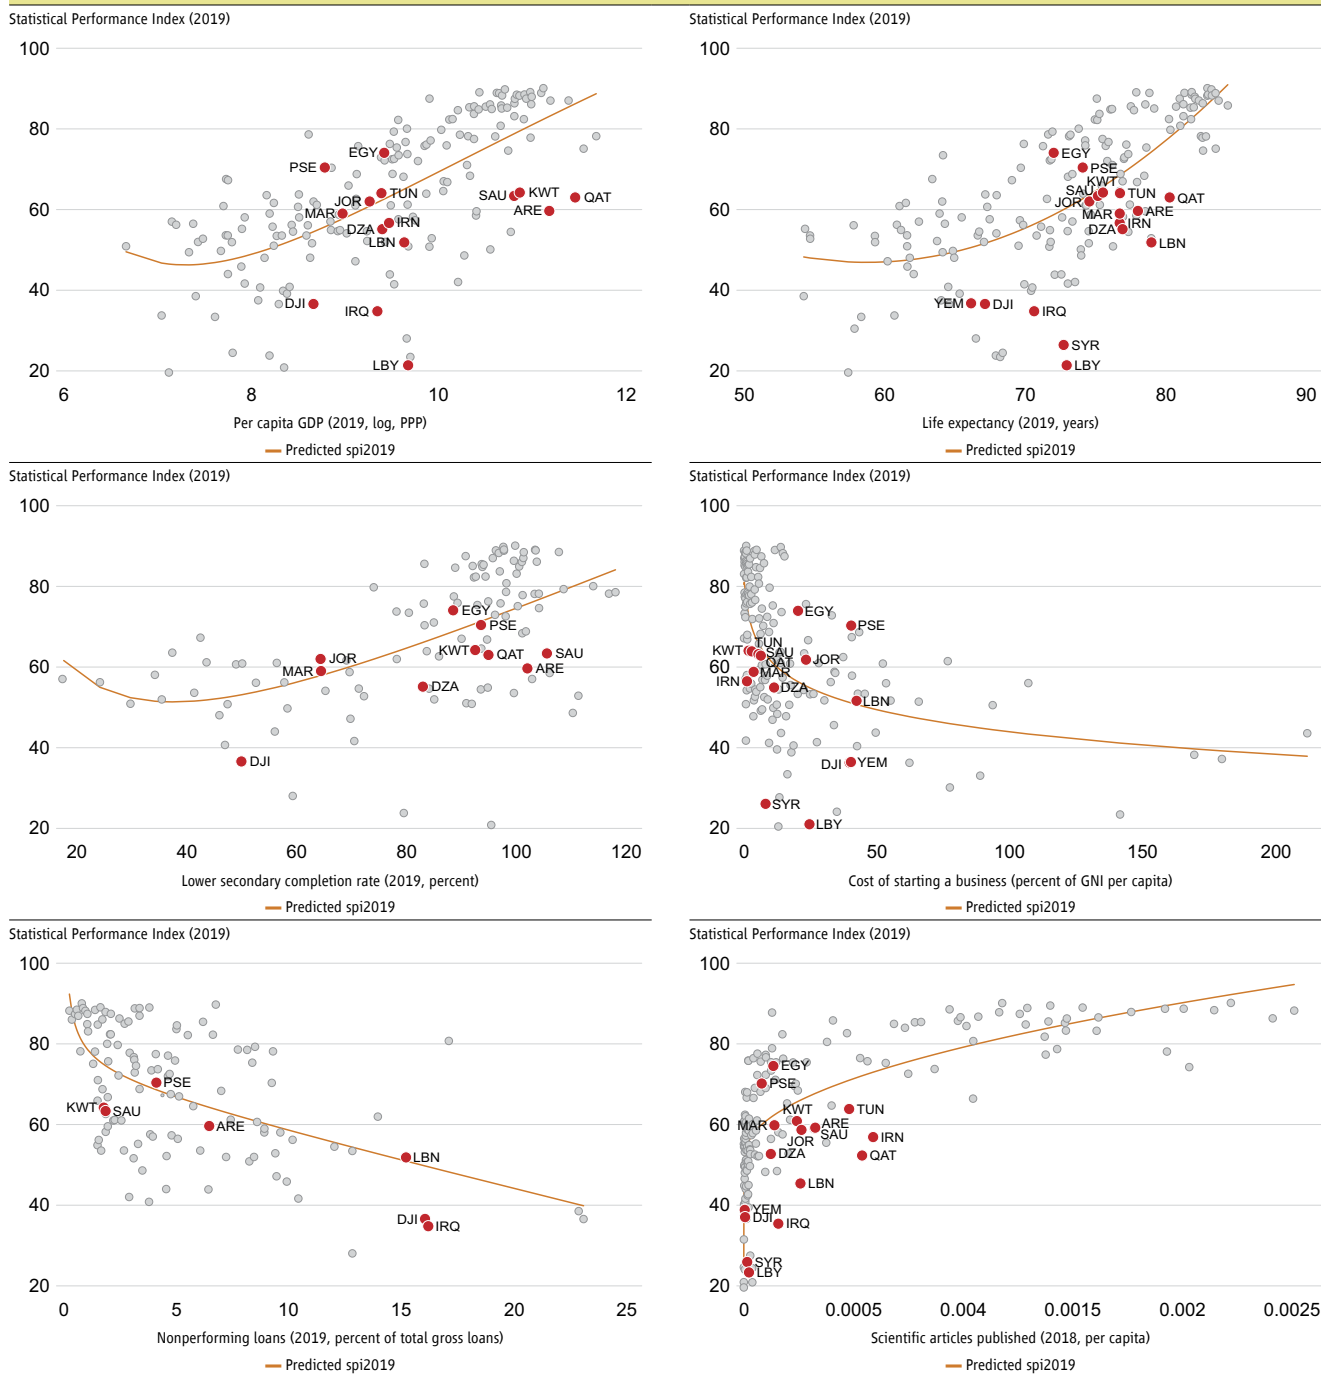 Statistical Performance Index (2019)
100
80
60
40
20
EGY
PSE
TUN
JOR
MAR
SAU
KWT
QAT
ARE
IRN
DZA
LBN
DJI
IRQ
LBY
6
8
10
12
Per capita GDP (2019, log, PPP)
Predicted spi2019
Statistical Performance Index (2019)
100
80
60
40
20
EGY
PSE
KWT
SAU
TUN
QAT
JOR
MAR
ARE
IRN
DZA
LBN
YEM
DJI
IRQ
SYR
LBY
50
60
70
80
90
Life expectancy (2019, years)
Predicted spi2019
Statistical Performance Index (2019)
100
80
60
40
20
EGY
PSE
JOR
MAR
KWT
QAT
SAU
ARE
DZA
DJI
20
40
60
80
100
120
Lower secondary completion rate (2019, percent)
Predicted spi2019
Statistical Performance Index (2019)
100
80
60
40
20
EGY
PSE
TUN
KWT
SAU
QAT
JOR
MAR
IRN
DZA
LBN
DJI
YEM
SYR
LBY
0
50
100
150
200
Cost of starting a business (percent of GNI per capita)
Predicted spi2019
Statistical Performance Index (2019)
100
80
60
40
20
PSE
KWT
SAU
ARE
LBN
DJI
IRQ
0
5
10
15
20
25
Nonperforming loans (2019, percent of total gross loans)
Predicted spi2019
Statistical Performance Index (2019)
100
80
60
40
20
EGY
PSE
KWT
TUN
MAR
ARE
SAU
JOR
IRN
DZA
QAT
LBN
YEM
DJI
IRQ
SYR
LBY
0
0.0005
0.004
0.0015
0.002
0.0025
Scientific articles published (2018, per capita)
Predicted spi2019